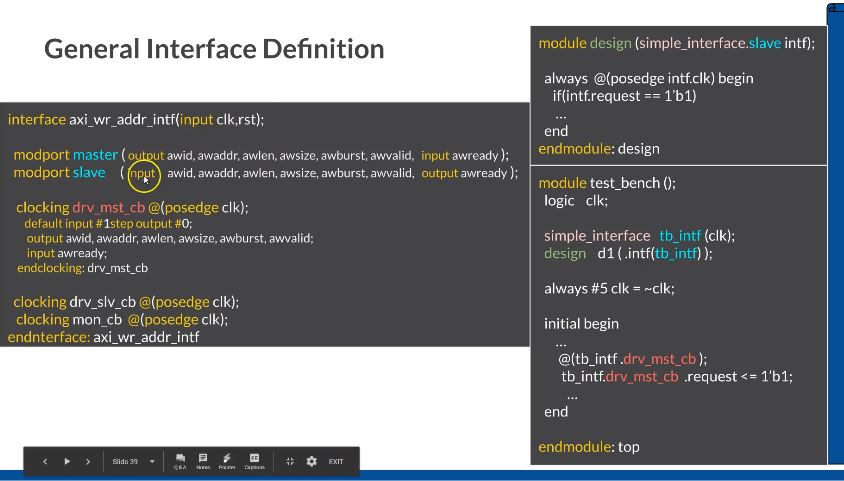 General Interface Definition
interface axi_wr_addr_intf(input clk,rst);
modport master ( output awid, awaddr, awlen, awsize, awburst, awvalid, input awready );
modport slave ( input awid, awaddr, awlen, awsize, awburst, awvalid, output awready );
clocking drv_mst_cb @(posedge clk);
default input #1step output #0;
output awid, awaddr, awlen, awsize, awburst, awvalid;
input awready;
endclocking: drv_mst_cb
clocking drv_slv_cb @(posedge clk);
clocking mon_cb @(posedge clk);
endnterface: axi_wr_addr_intf
module design (simple_interface.slave intf);
always @(posedge intf.clk) begin
if(intf.request == 1'b1)
...
end
endmodule: design
module test_bench ();
logic clk;
simple_interface tb_intf (clk);
design d1 ( .intf(tb_intf) );
always #5 clk = ~clk;
initial begin
...
@(tb_intf .drv_mst_cb );
tb_intf.drv_mst_cb .request <= 1'b1;
...
end
endmodule: top
Slide 39
Q&A Notes Pointer Captions
EXIT